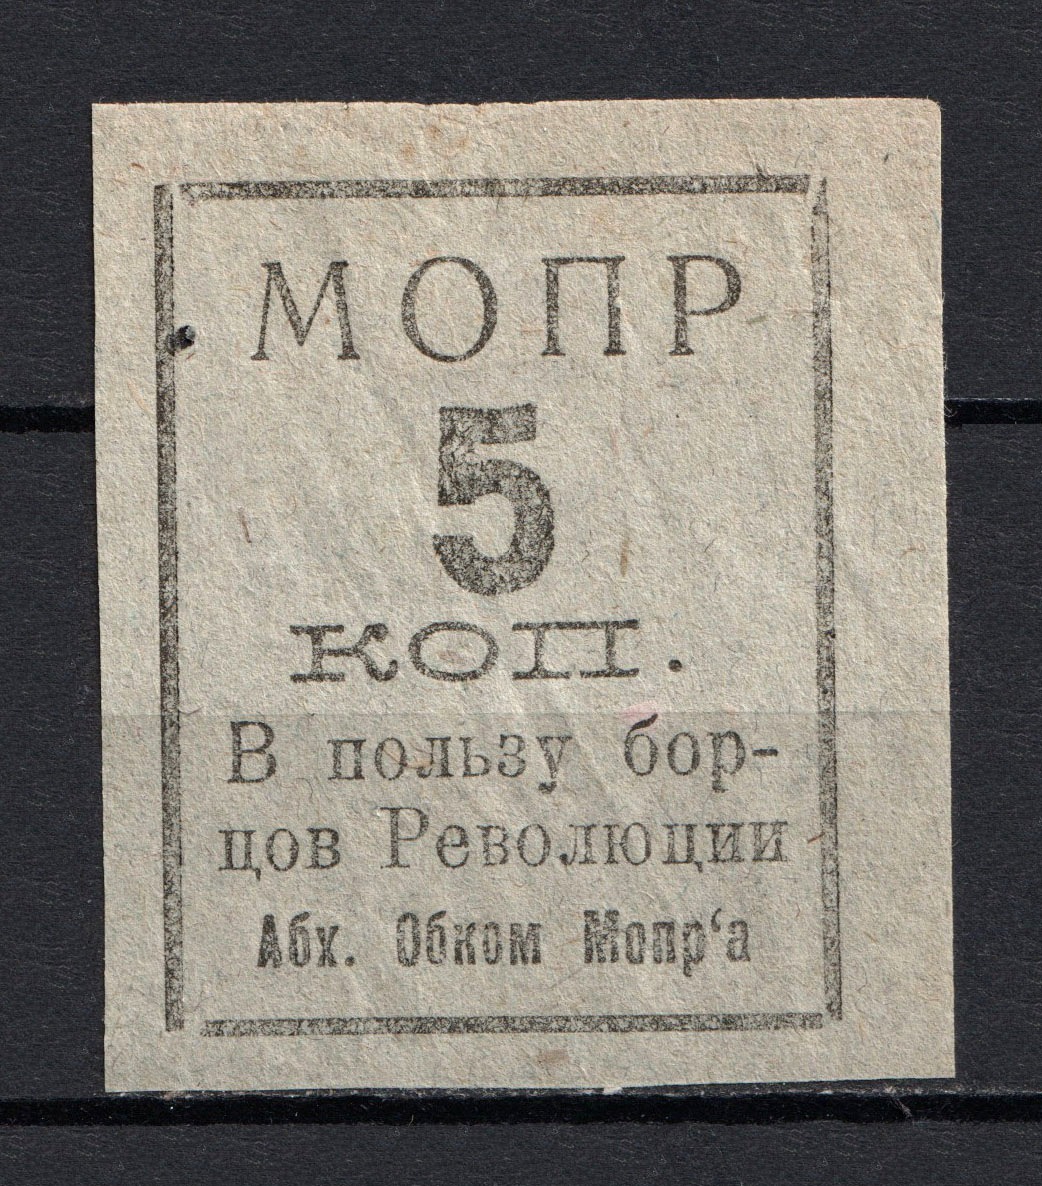 МОПР
5
коп.
В пользу бор-
цов Революции
Абх. Обком Мопр‘а